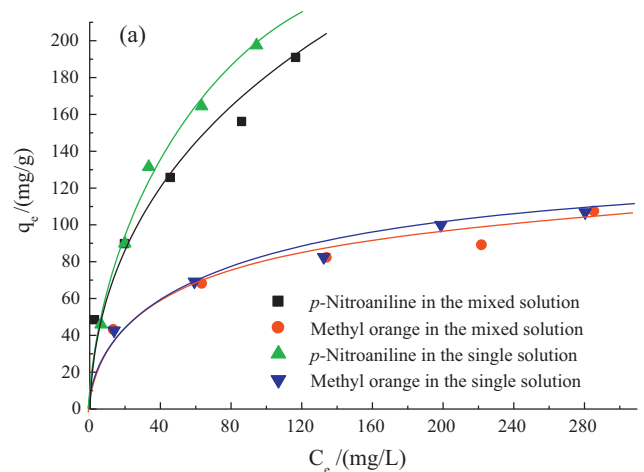 (a)
200
180
160
140
120
100
80
60
40
20
0
q_e /(mg/g)
p-Nitroaniline in the mixed solution
Methyl orange in the mixed solution
p-Nitroaniline in the single solution
Methyl orange in the single solution
0 40 80 120 160 200 240 280
C_e /(mg/L)